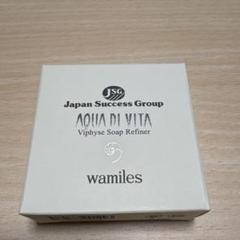 JSG
Japan Success Group
AQUA DI VITA
Viphyse Soap Refiner
wamiles